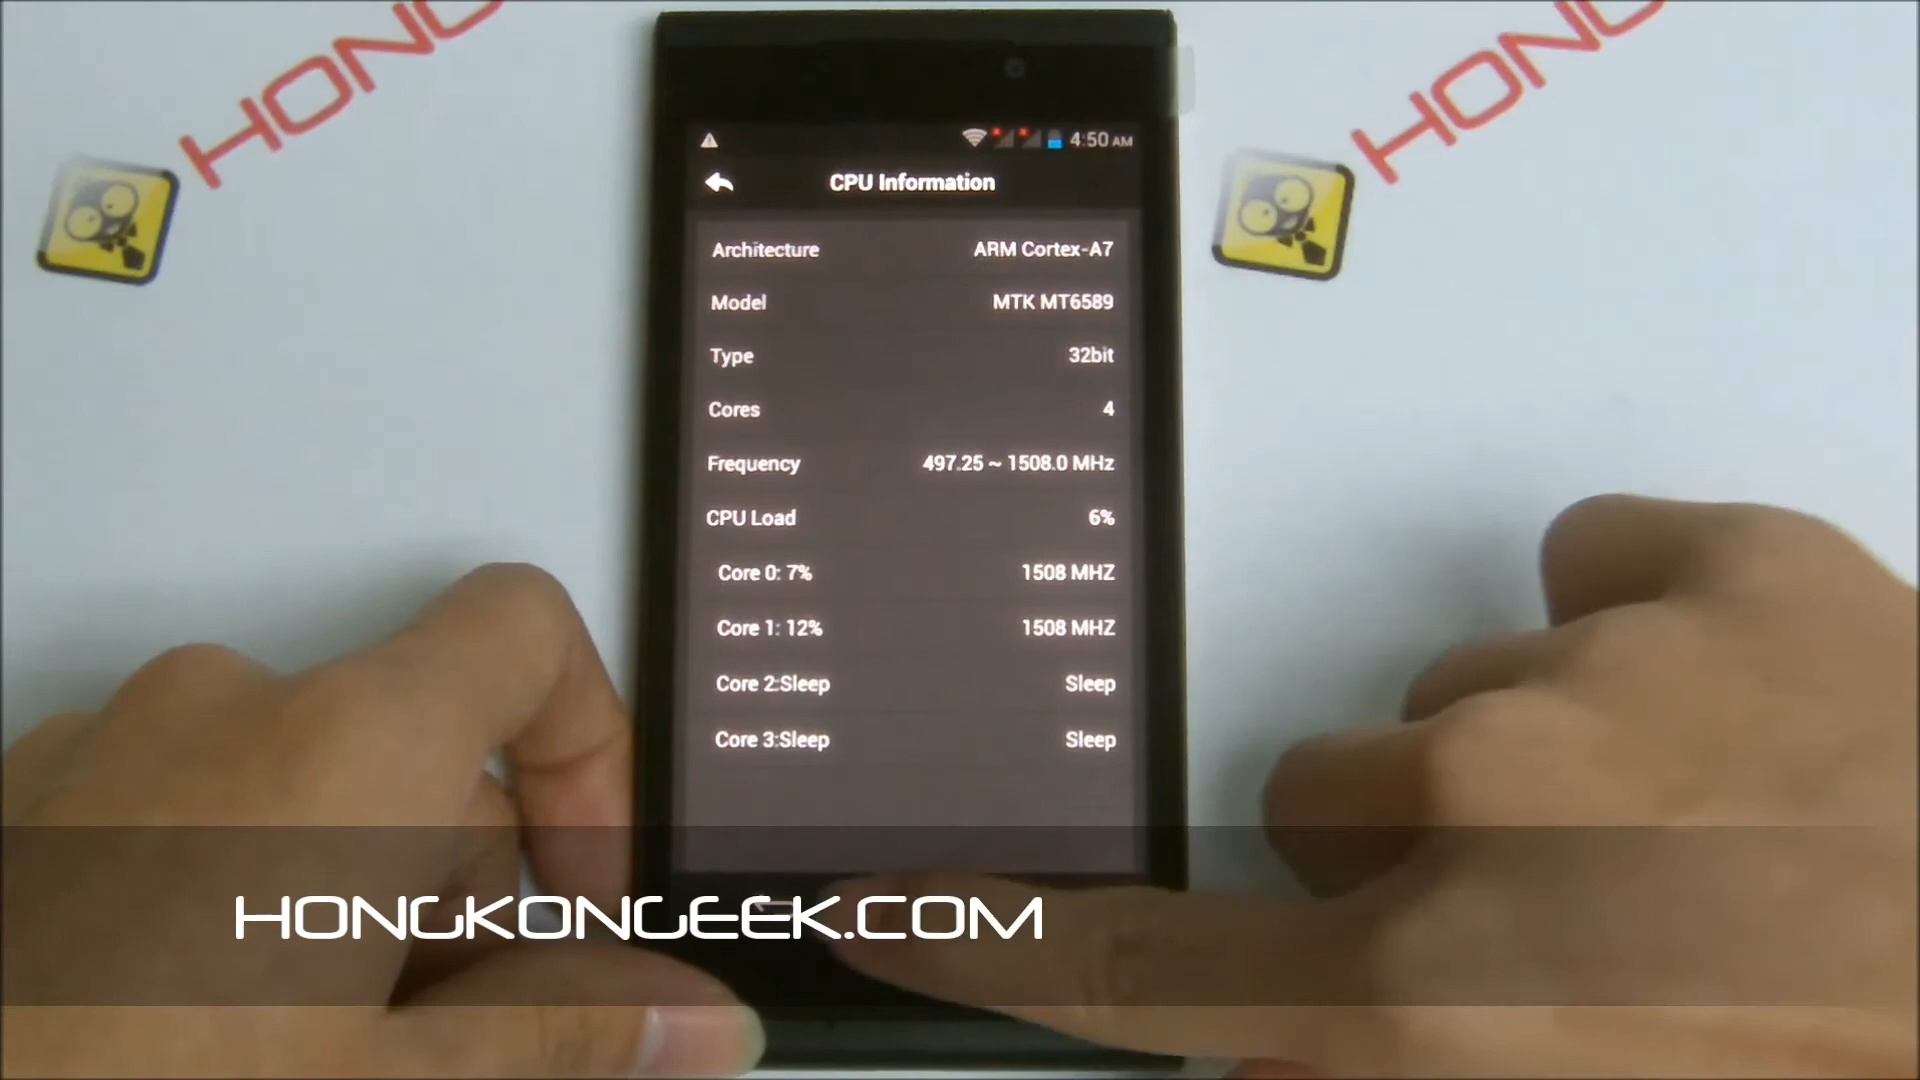 HONG
HONG
4:50 AM
CPU Information
Architecture ARM Cortex-A7
Model MTK MT6589
Type 32bit
Cores 4
Frequency 497.25 ~ 1508.0 MHz
CPU Load 6%
Core 0: 7% 1508 MHZ
Core 1: 12% 1508 MHZ
Core 2:Sleep Sleep
Core 3:Sleep Sleep
HONGKONGEEK.COM